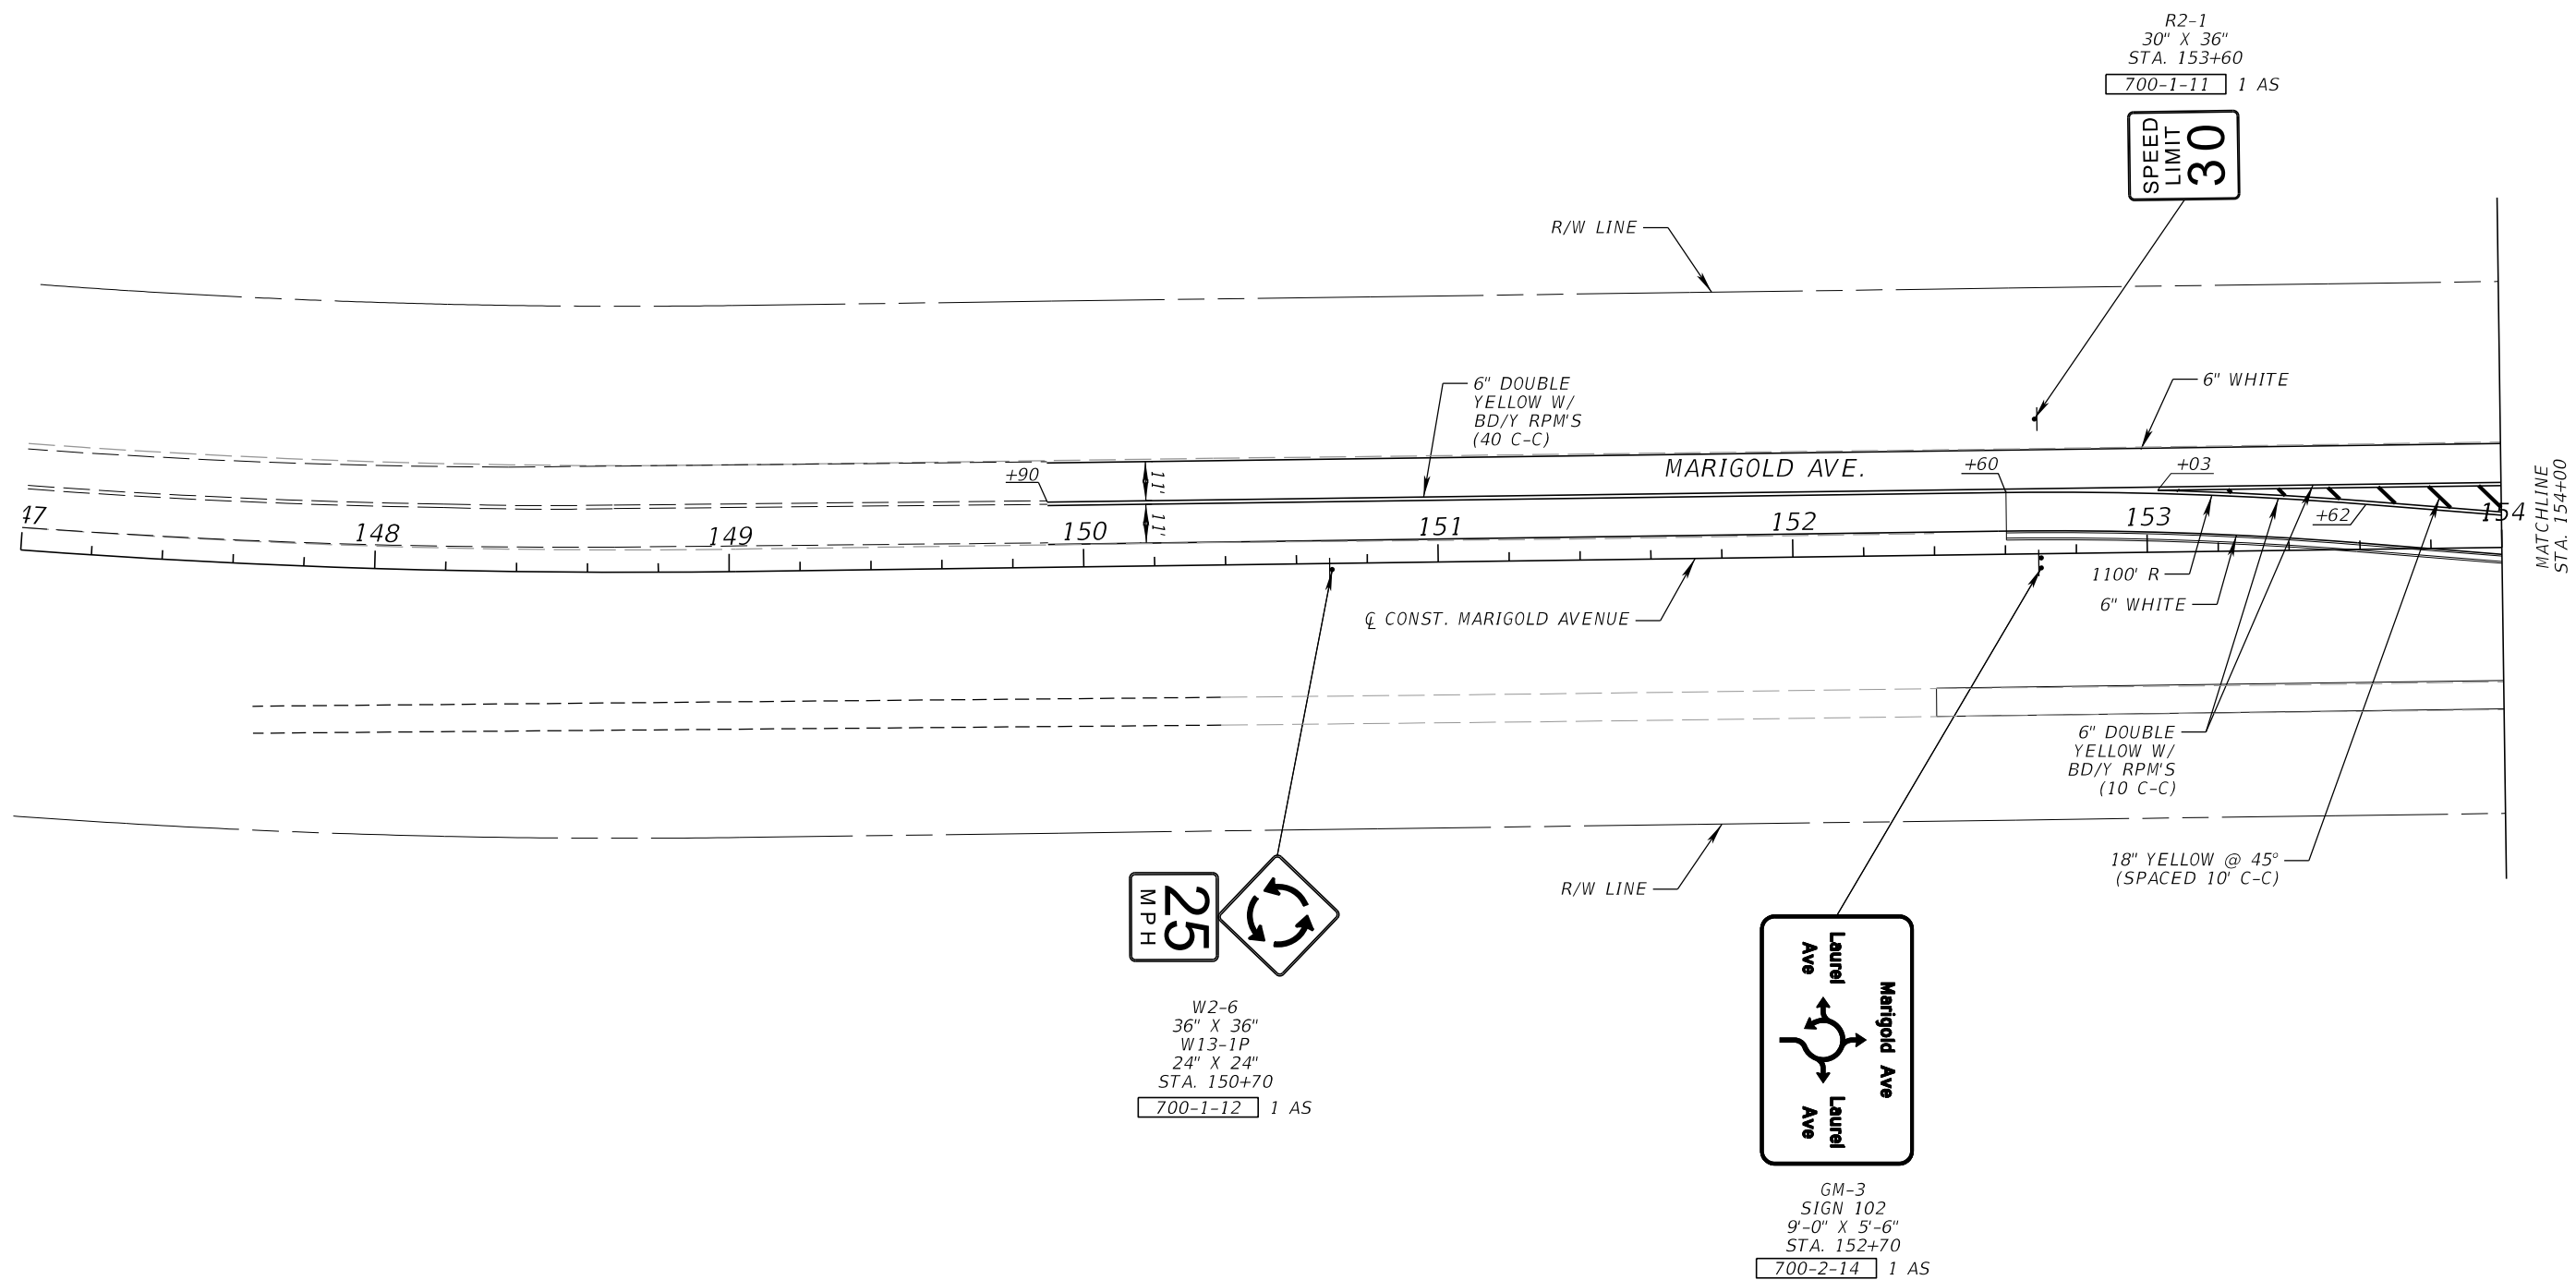 R2-1
30" X 36"
STA. 153+60
700-1-11 1 AS
SPEED
LIMIT
30
R/W LINE
6" DOUBLE
YELLOW W/
BD/Y RPM'S
(40 C-C)
6" WHITE
MARIGOLD AVE.
+90
11'
11'
+60
+03
+62
47
148
149
150
151
152
153
154
MATCHLINE
STA. 154+00
1100' R
6" WHITE
℄ CONST. MARIGOLD AVENUE
6" DOUBLE
YELLOW W/
BD/Y RPM'S
(10 C-C)
18" YELLOW @ 45°
(SPACED 10' C-C)
R/W LINE
25
MPH
W2-6
36" X 36"
W13-1P
24" X 24"
STA. 150+70
700-1-12 1 AS
Marigold Ave
Laurel
Ave
Laurel
Ave
GM-3
SIGN 102
9'-0" X 5'-6"
STA. 152+70
700-2-14 1 AS